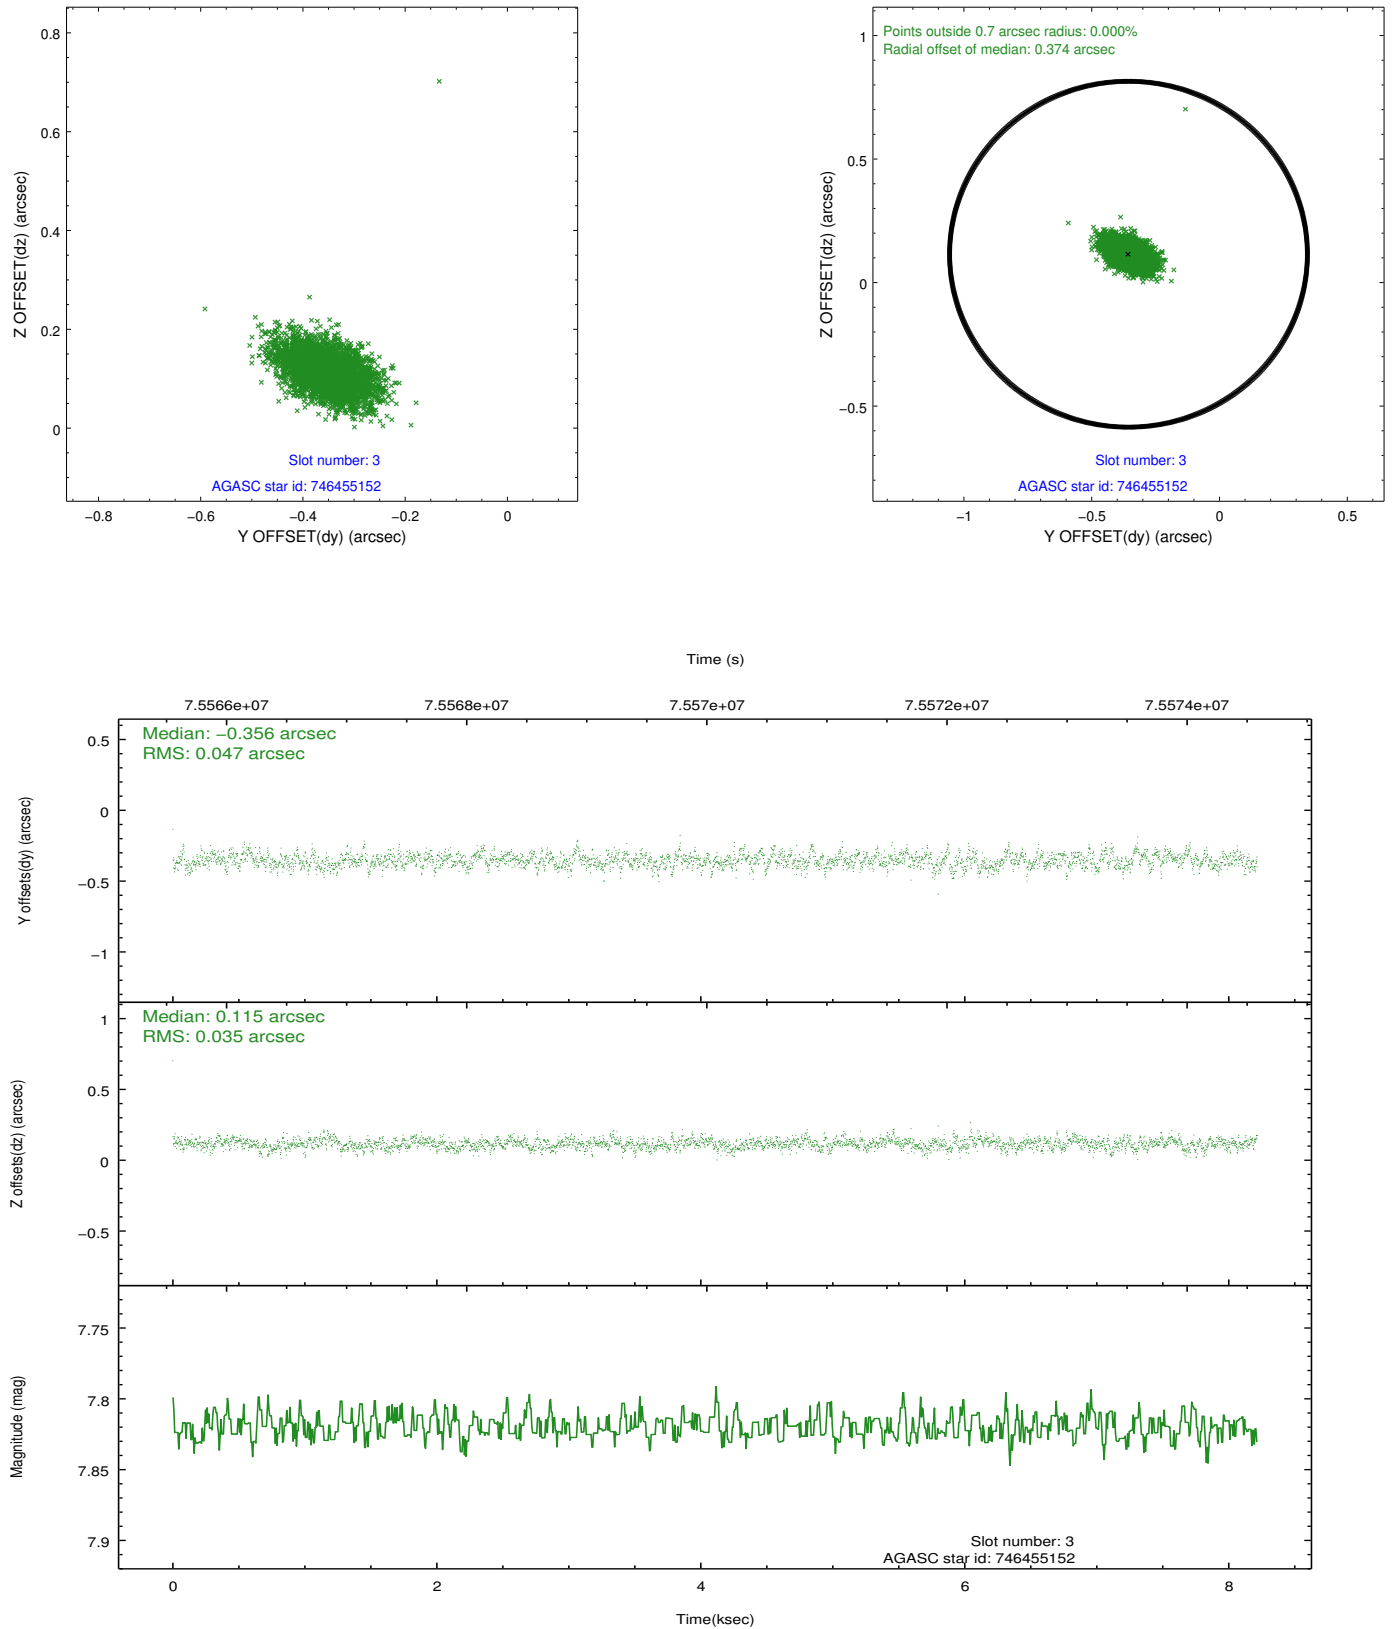 0.8
0.6
0.4
0.2
0
Z OFFSET(dz) (arcsec)
Slot number: 3
AGASC star id: 746455152
−0.8 −0.6 −0.4 −0.2 0
Y OFFSET(dy) (arcsec)
Points outside 0.7 arcsec radius: 0.000%
Radial offset of median: 0.374 arcsec
1
0.5
0
−0.5
Z OFFSET(dz) (arcsec)
Slot number: 3
AGASC star id: 746455152
−1 −0.5 0 0.5
Y OFFSET(dy) (arcsec)
Time (s)
7.5566e+07 7.5568e+07 7.557e+07 7.5572e+07 7.5574e+07
Median: −0.356 arcsec
RMS: 0.047 arcsec
0.5
0
−0.5
−1
Y offsets(dy) (arcsec)
Median: 0.115 arcsec
RMS: 0.035 arcsec
1
0.5
0
−0.5
Z offsets(dz) (arcsec)
7.75
7.8
7.85
7.9
Magnitude (mag)
Slot number: 3
AGASC star id: 746455152
0 2 4 6 8
Time(ksec)